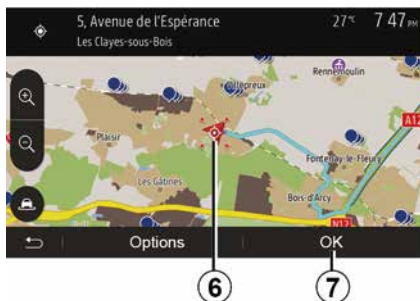 5, Avenue de l'Espérance
27°C 7 47 PM
Les Clayes-sous-Bois
Villepreux
Rennemoulin
A12
Plaisir
Fontenay-le-Fleury
Les Gâtines
Bois-d'Arcy
N12
Options
OK
6
7